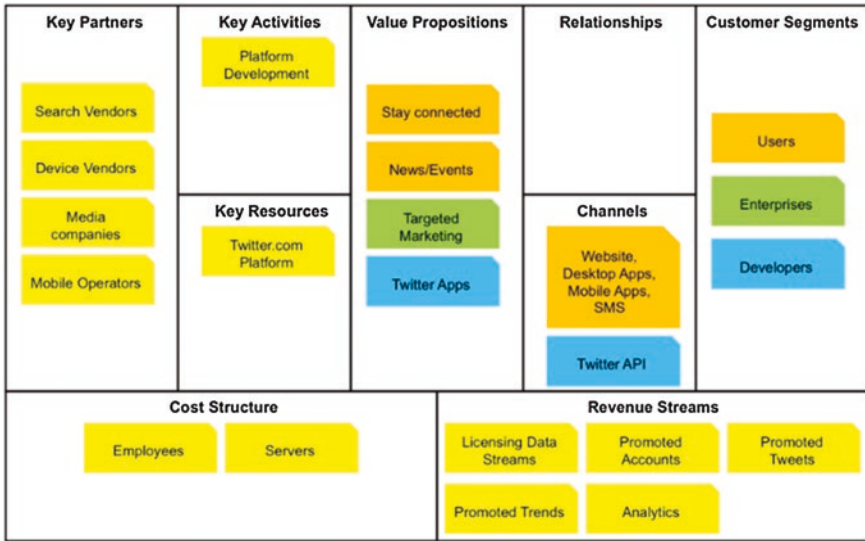 Key Partners
Search Vendors
Device Vendors
Media
companies
Mobile Operators
Key Activities
Platform
Development
Key Resources
Twitter.com
Platform
Value Propositions
Stay connected
News/Events
Targeted
Marketing
Twitter Apps
Relationships
Channels
Website,
Desktop Apps,
Mobile Apps,
SMS
Twitter API
Customer Segments
Users
Enterprises
Developers
Cost Structure
Employees
Servers
Revenue Streams
Licensing Data
Streams
Promoted
Accounts
Promoted
Tweets
Promoted Trends
Analytics